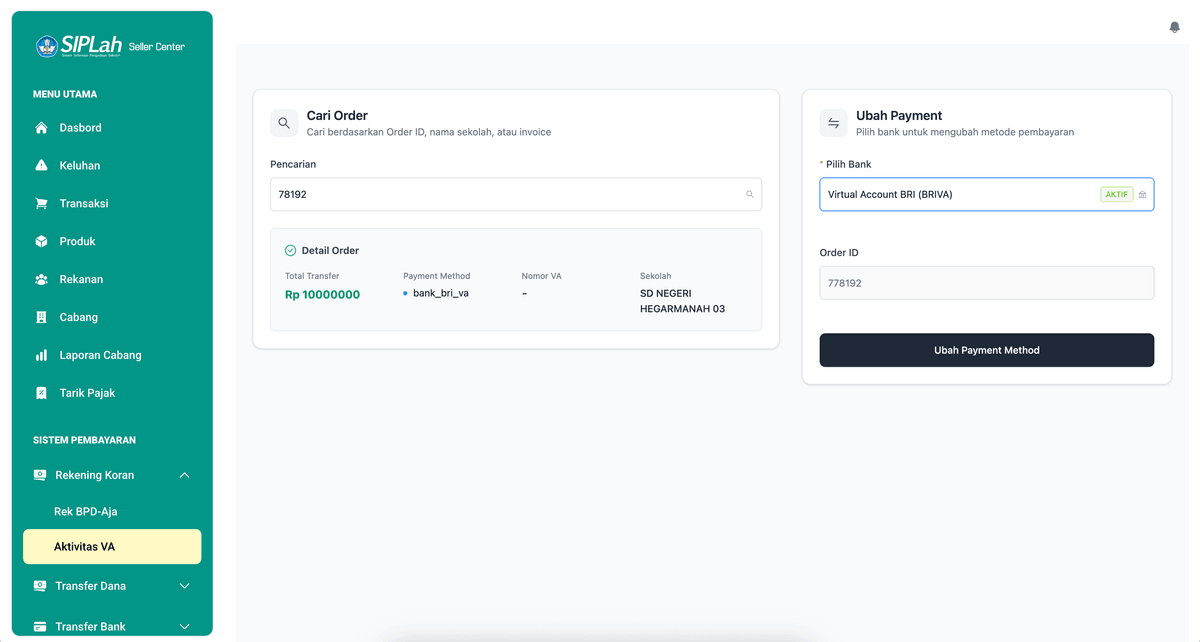 SIPLah Seller Center
Sistem Informasi Pengadaan Sekolah
MENU UTAMA
Dasbord
Keluhan
Transaksi
Produk
Rekanan
Cabang
Laporan Cabang
Tarik Pajak
SISTEM PEMBAYARAN
Rekening Koran
Rek BPD-Aja
Aktivitas VA
Transfer Dana
Transfer Bank
Cari Order
Cari berdasarkan Order ID, nama sekolah, atau invoice
Pencarian
78192
Detail Order
Total Transfer
Rp 10000000
Payment Method
bank_bri_va
Nomor VA
–
Sekolah
SD NEGERI
HEGARMANAH 03
Ubah Payment
Pilih bank untuk mengubah metode pembayaran
* Pilih Bank
Virtual Account BRI (BRIVA) AKTIF
Order ID
778192
Ubah Payment Method